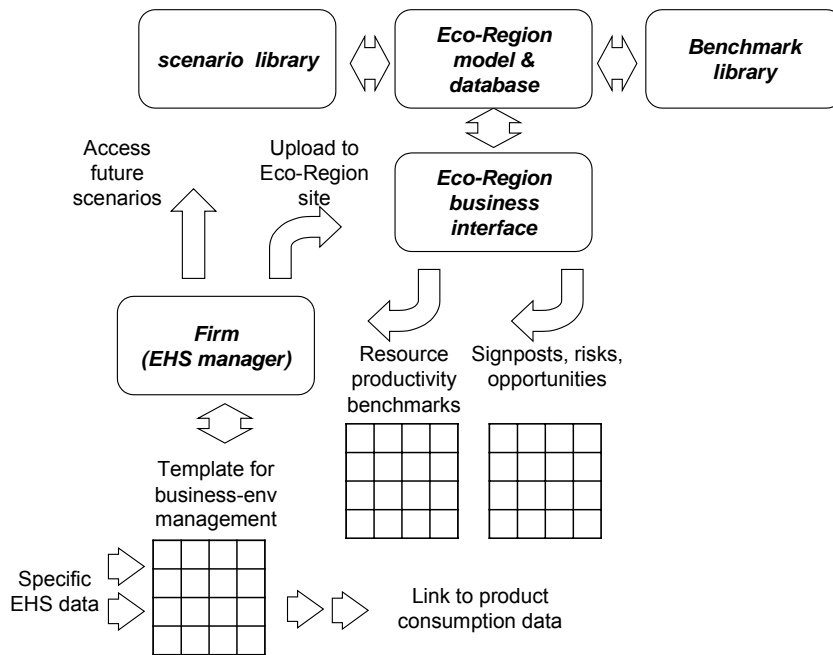 scenario library
Eco-Region
model &
database
Benchmark
library
Access
future
scenarios
Upload to
Eco-Region
site
Eco-Region
business
interface
Firm
(EHS manager)
Resource
productivity
benchmarks
Signposts, risks,
opportunities
Template for
business-env
management
Specific
EHS data
Link to product
consumption data